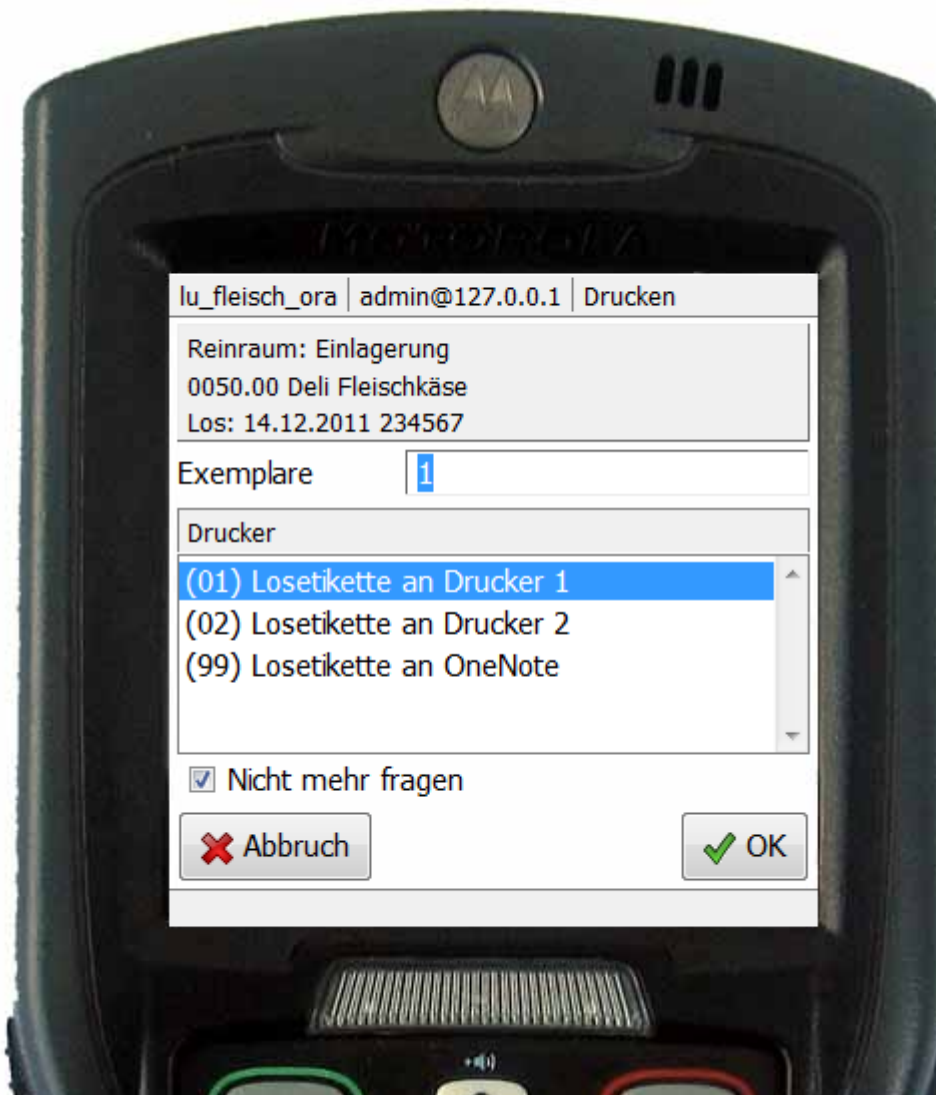 MOTOROLA
lu_fleisch_ora admin@127.0.0.1 Drucken
Reinraum: Einlagerung
0050.00 Deli Fleischkäse
Los: 14.12.2011 234567
Exemplare 1
Drucker
(01) Losetikette an Drucker 1
(02) Losetikette an Drucker 2
(99) Losetikette an OneNote
Nicht mehr fragen
Abbruch OK